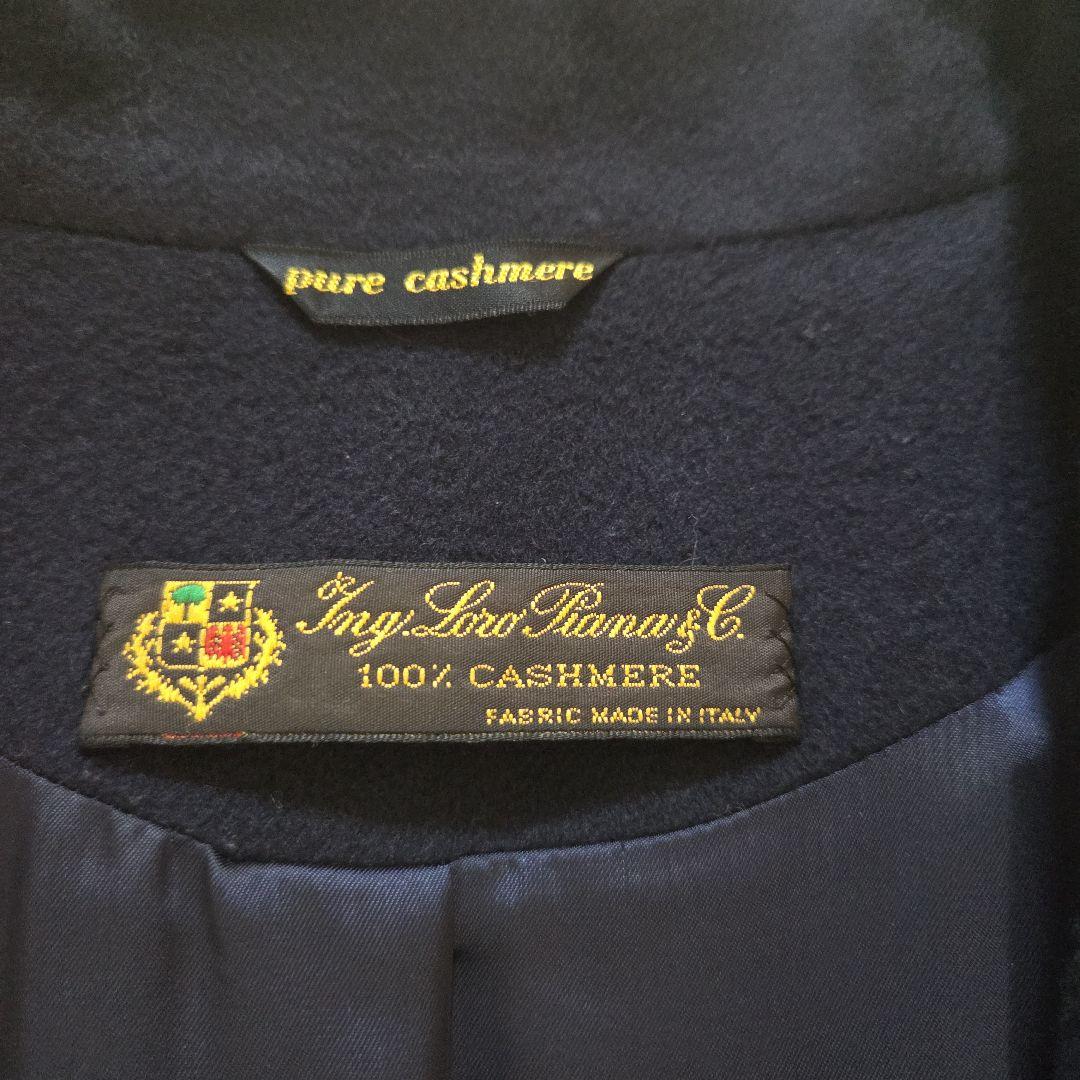 pure cashmere
Ing. Loro Piana & C.
100% CASHMERE
FABRIC MADE IN ITALY